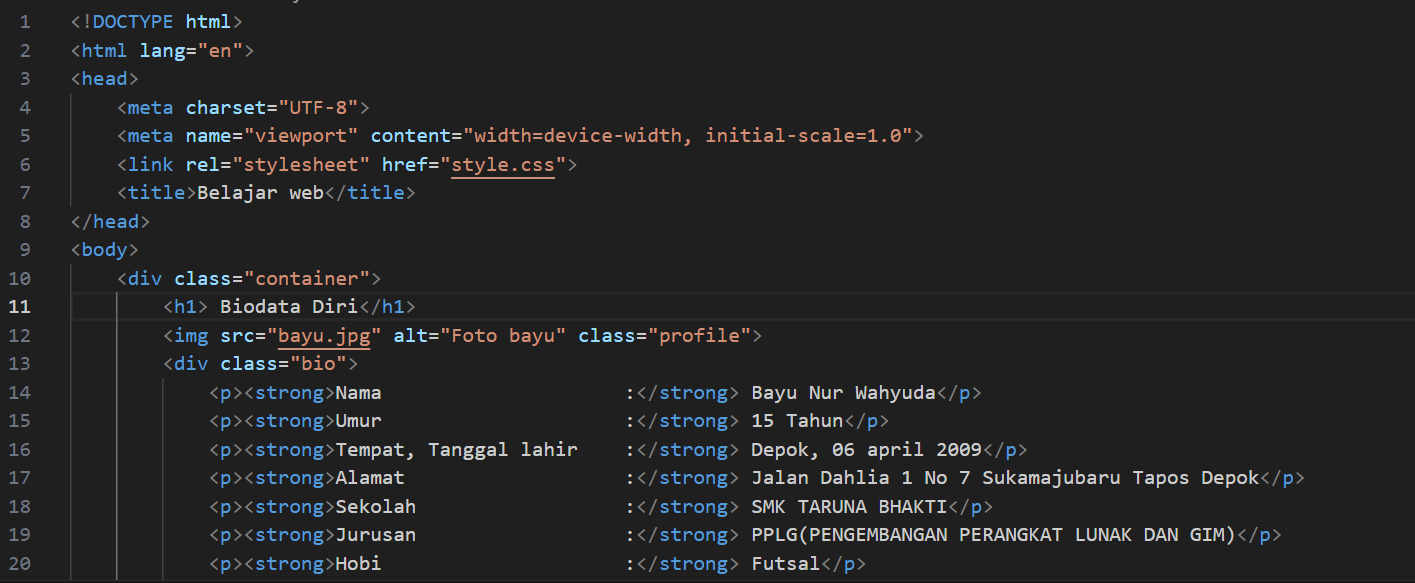 1 <!DOCTYPE html>
2 <html lang="en">
3 <head>
4     <meta charset="UTF-8">
5     <meta name="viewport" content="width=device-width, initial-scale=1.0">
6     <link rel="stylesheet" href="style.css">
7     <title>Belajar web</title>
8 </head>
9 <body>
10     <div class="container">
11         <h1> Biodata Diri</h1>
12         <img src="bayu.jpg" alt="Foto bayu" class="profile">
13         <div class="bio">
14             <p><strong>Nama                     :</strong> Bayu Nur Wahyuda</p>
15             <p><strong>Umur                     :</strong> 15 Tahun</p>
16             <p><strong>Tempat, Tanggal lahir    :</strong> Depok, 06 april 2009</p>
17             <p><strong>Alamat                   :</strong> Jalan Dahlia 1 No 7 Sukamajubaru Tapos Depok</p>
18             <p><strong>Sekolah                  :</strong> SMK TARUNA BHAKTI</p>
19             <p><strong>Jurusan                  :</strong> PPLG(PENGEMBANGAN PERANGKAT LUNAK DAN GIM)</p>
20             <p><strong>Hobi                     :</strong> Futsal</p>